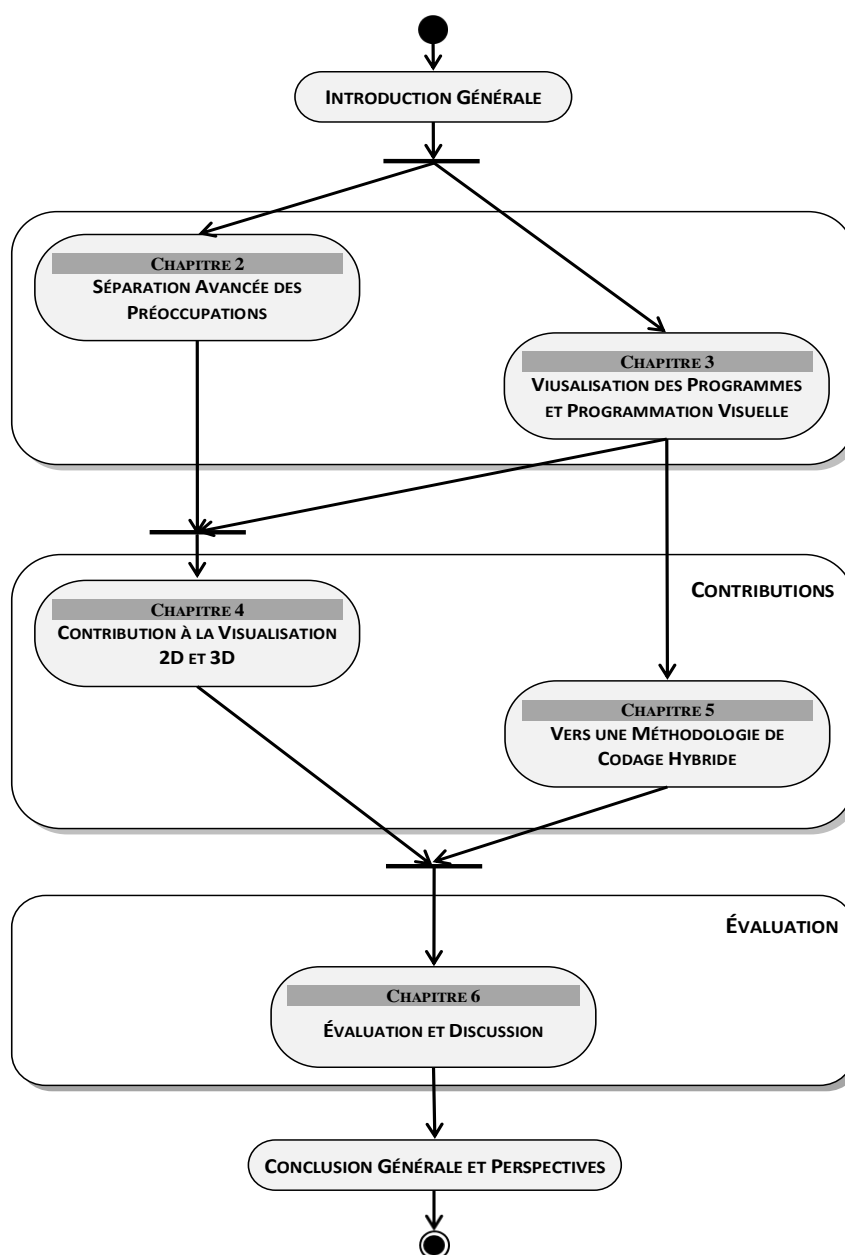 INTRODUCTION GÉNÉRALE
CHAPITRE 2
SÉPARATION AVANCÉE DES
PRÉOCCUPATIONS
CHAPITRE 3
VIUSALISATION DES PROGRAMMES
ET PROGRAMMATION VISUELLE
CONTRIBUTIONS
CHAPITRE 4
CONTRIBUTION À LA VISUALISATION
2D ET 3D
CHAPITRE 5
VERS UNE MÉTHODOLOGIE DE
CODAGE HYBRIDE
ÉVALUATION
CHAPITRE 6
ÉVALUATION ET DISCUSSION
CONCLUSION GÉNÉRALE ET PERSPECTIVES